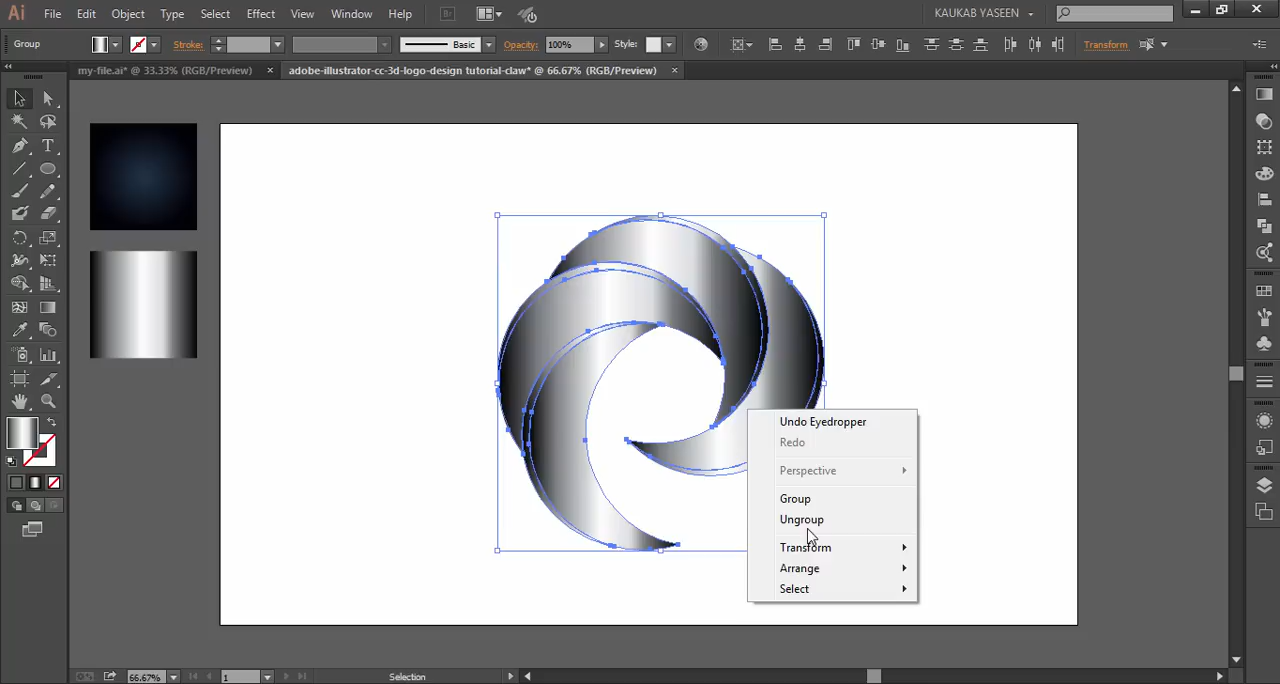 Ai File Edit Object Type Select Effect View Window Help Br KAUKAB YASEEN
Group Stroke: Basic Opacity: 100% Style: Transform
my-file.ai* @ 33.33% (RGB/Preview) × adobe-illustrator-cc-3d-logo-design tutorial-claw* @ 66.67% (RGB/Preview) ×
T
Undo Eyedropper
Redo
Perspective
Group
Ungroup
Transform
Arrange
Select
66.67% 1 Selection